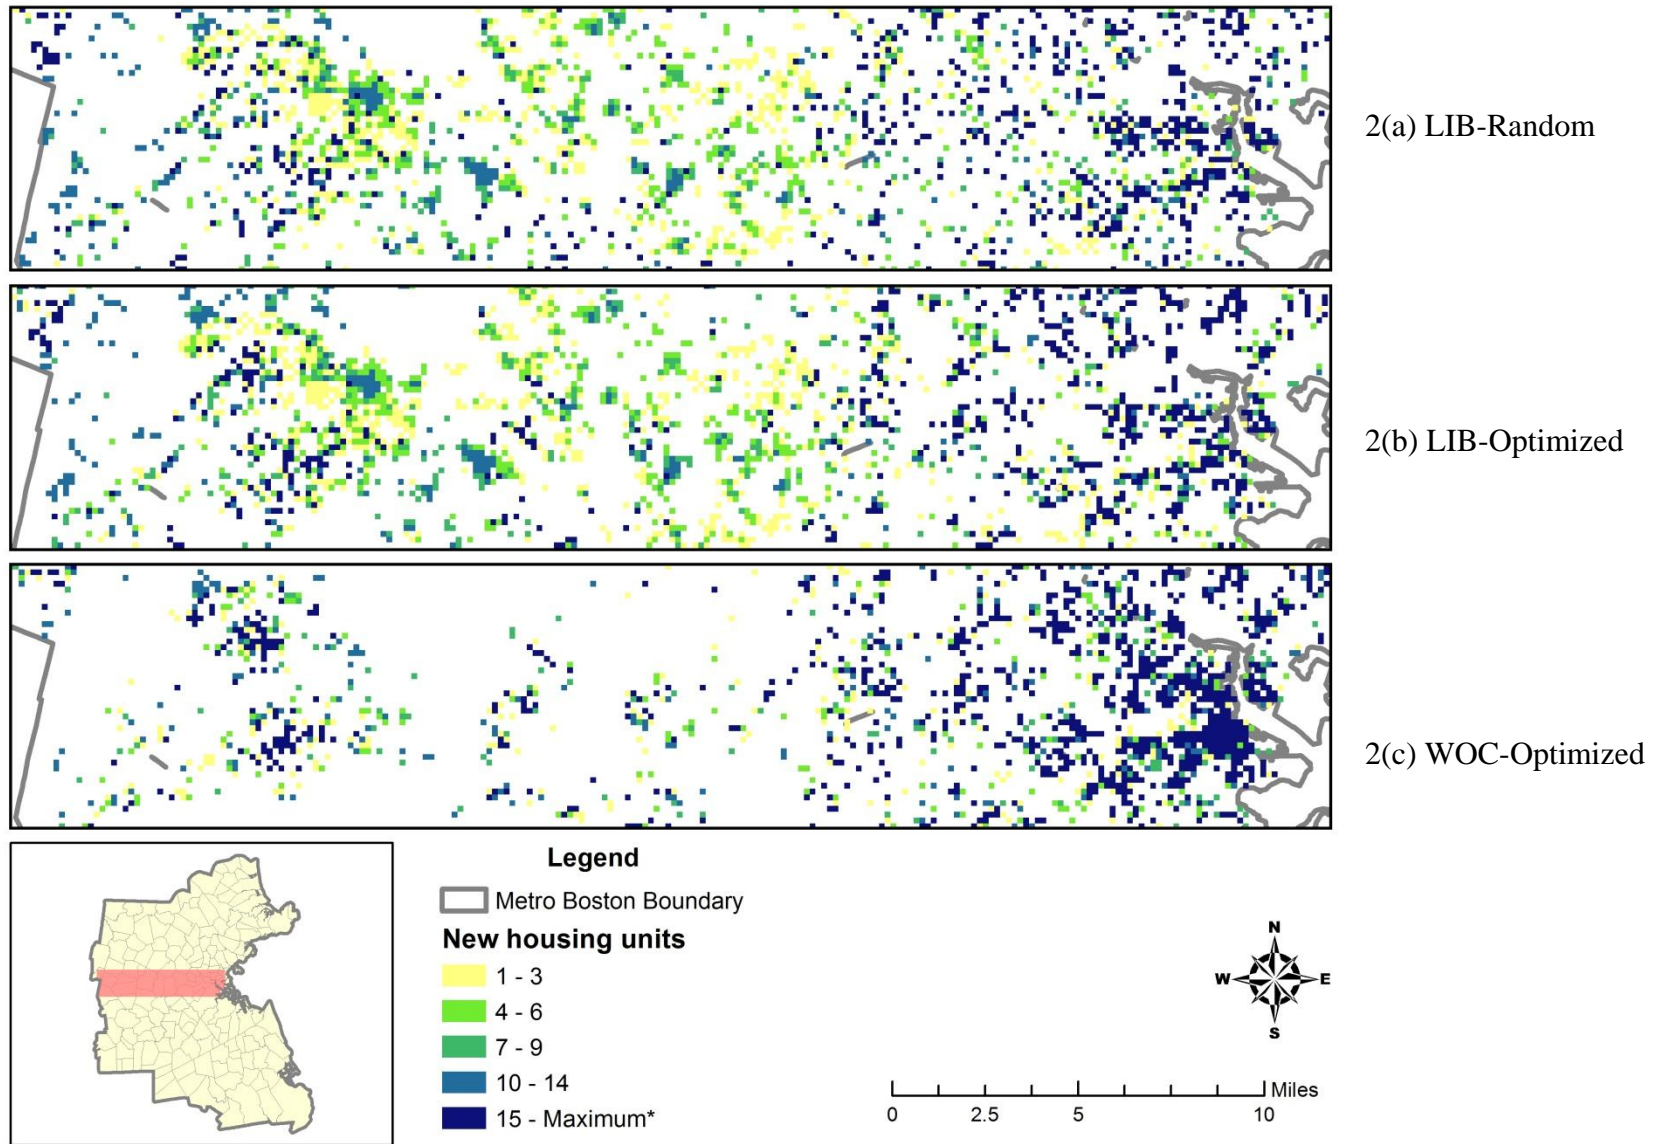 2(a) LIB-Random
2(b) LIB-Optimized
2(c) WOC-Optimized
Legend
Metro Boston Boundary
New housing units
1 - 3
4 - 6
7 - 9
10 - 14
15 - Maximum*
N
W E
S
Miles
0 2.5 5 10